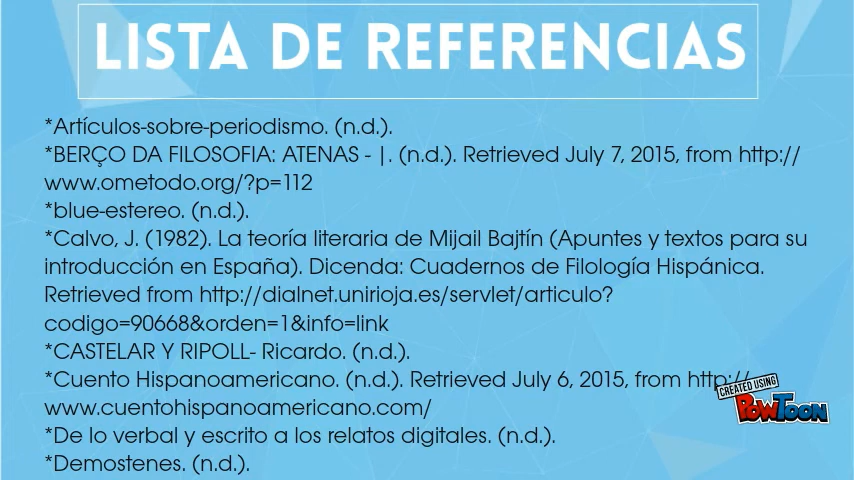 LISTA DE REFERENCIAS
*Artículos-sobre-periodismo. (n.d.).
*BERÇO DA FILOSOFIA: ATENAS - |. (n.d.). Retrieved July 7, 2015, from http://
www.ometodo.org/?p=112
*blue-estereo. (n.d.).
*Calvo, J. (1982). La teoría literaria de Mijail Bajtín (Apuntes y textos para su
introducción en España). Dicenda: Cuadernos de Filología Hispánica.
Retrieved from http://dialnet.unirioja.es/servlet/articulo?
codigo=90668&orden=1&info=link
*CASTELAR Y RIPOLL- Ricardo. (n.d.).
*Cuento Hispanoamericano. (n.d.). Retrieved July 6, 2015, from http://
www.cuentohispanoamericano.com/
CREATED USING
POWTOON
*De lo verbal y escrito a los relatos digitales. (n.d.).
*Demostenes. (n.d.).